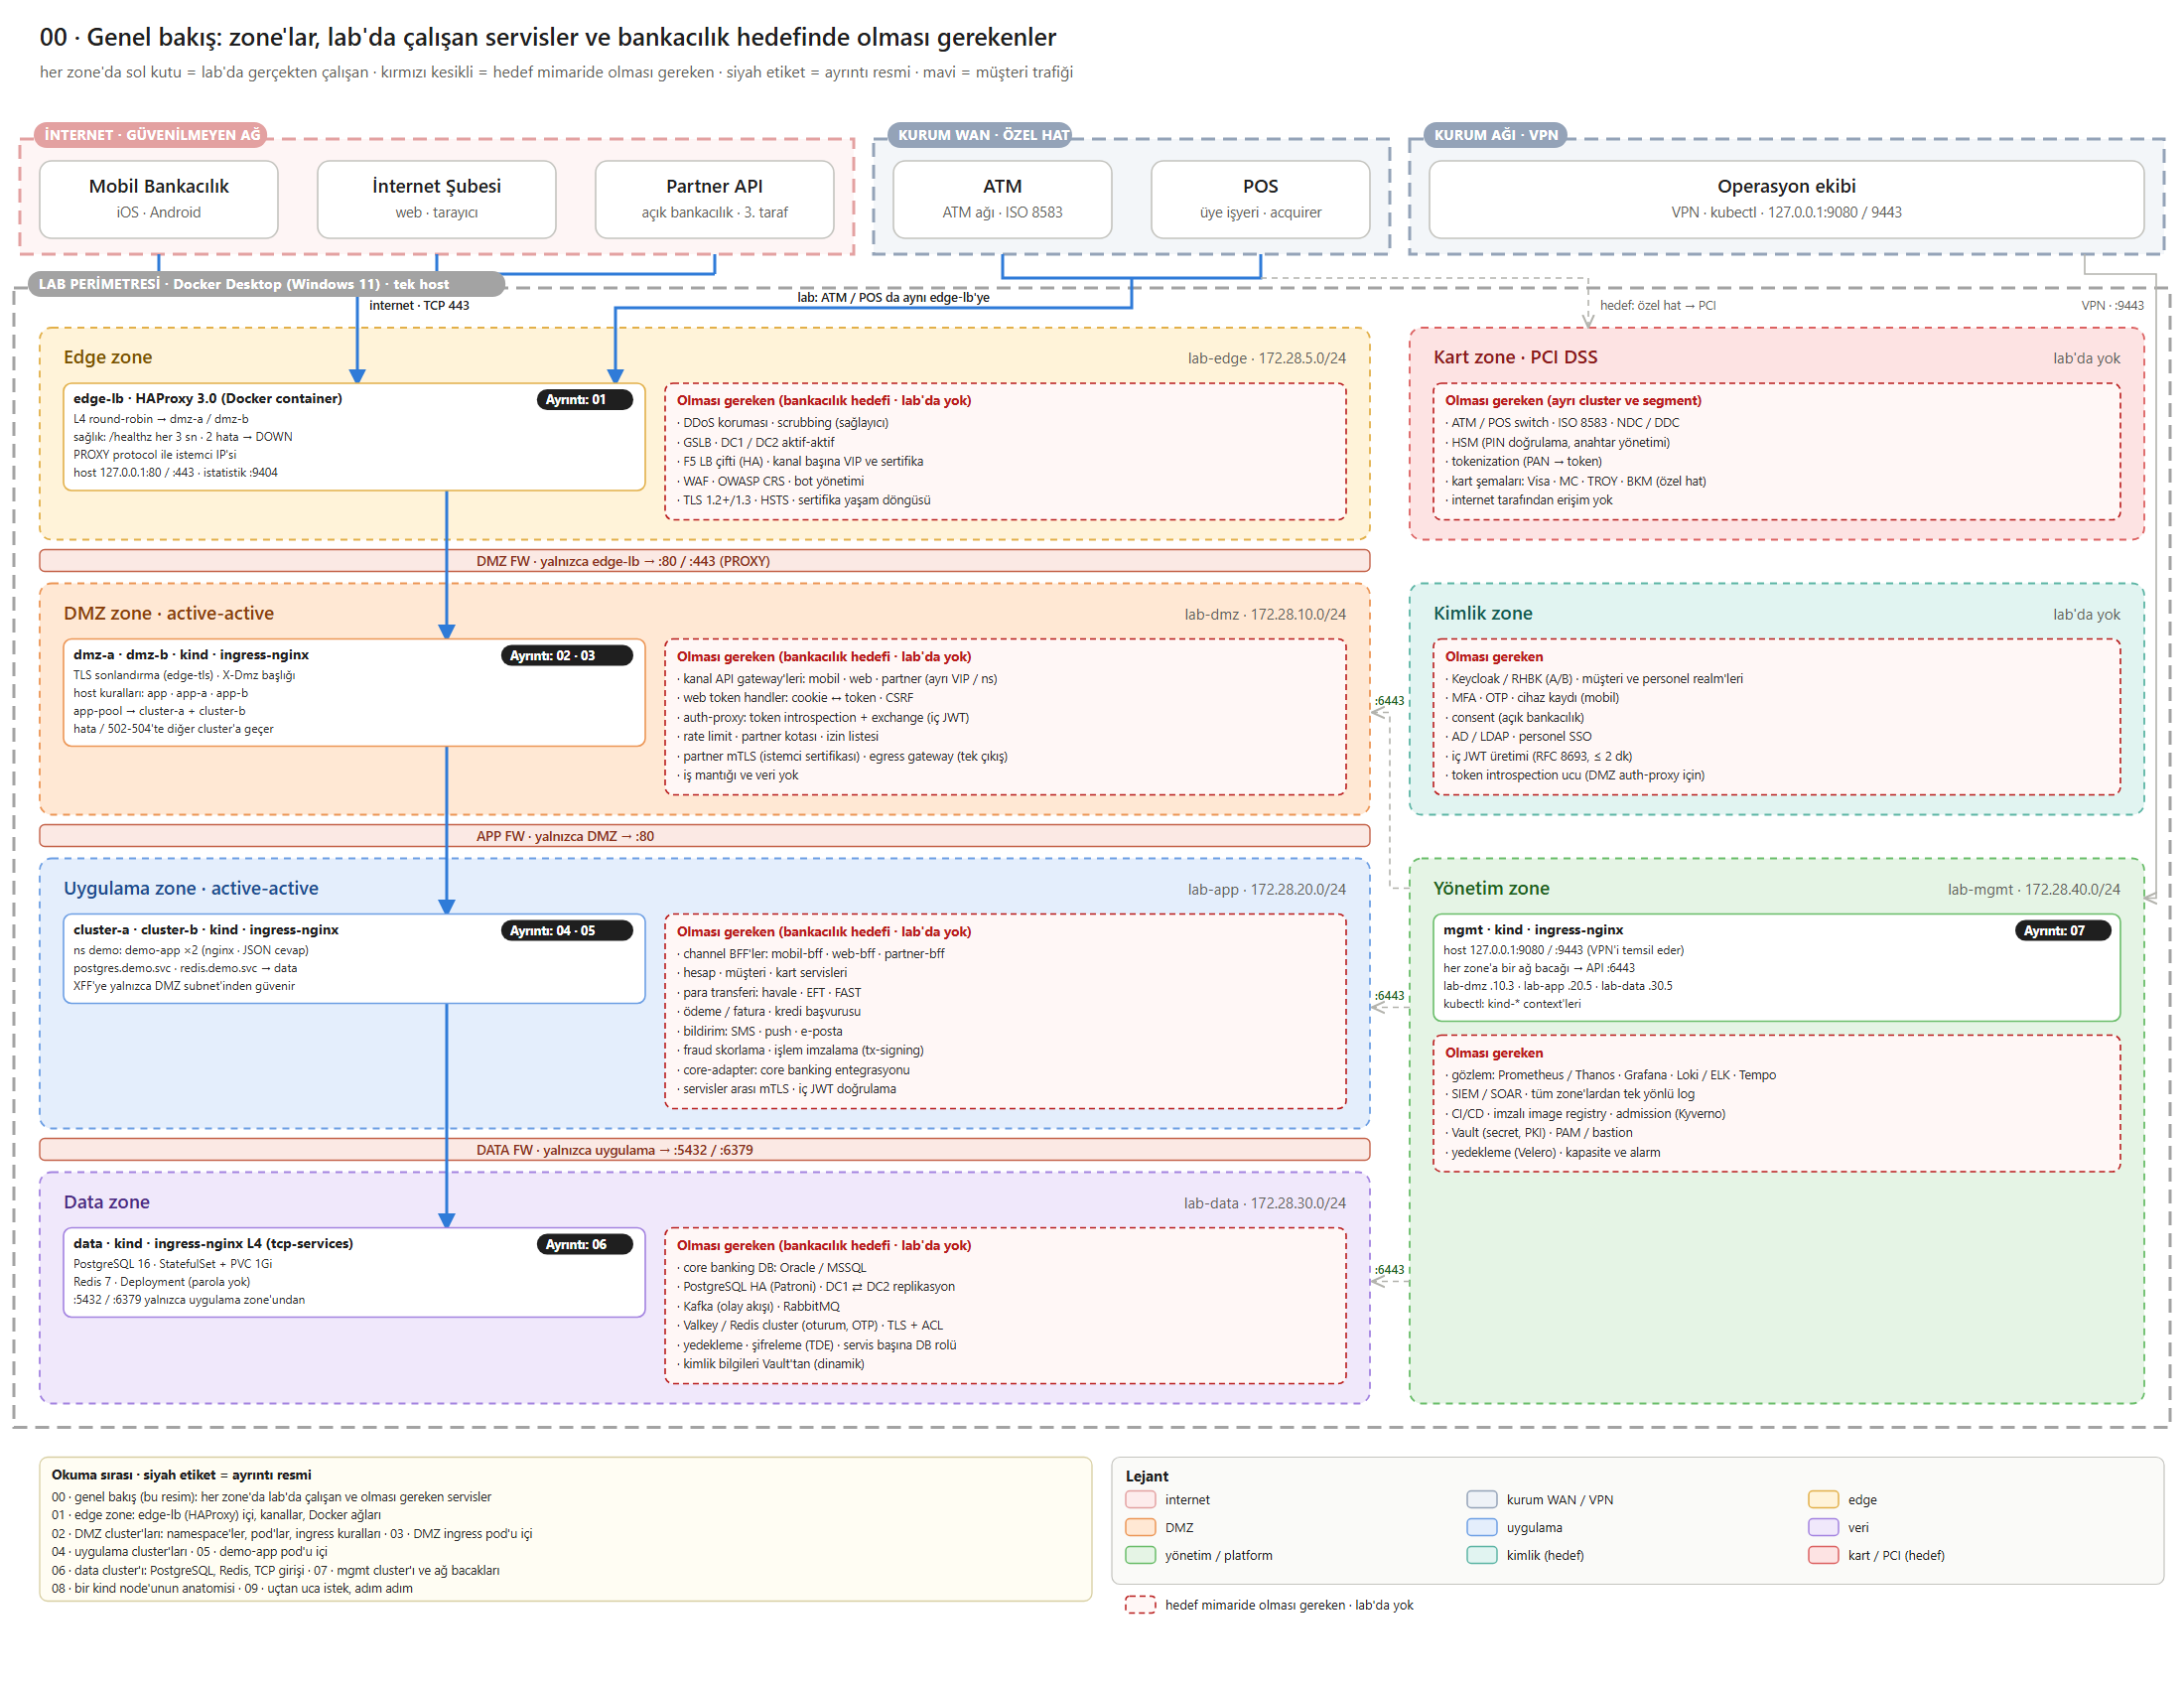 00 · Genel bakış: zone'lar, lab'da çalışan servisler ve bankacılık hedefinde olması gerekenler
her zone'da sol kutu = lab'da gerçekten çalışan · kırmızı kesikli = hedef mimaride olması gereken · siyah etiket = ayrıntı resmi · mavi = müşteri trafiği
İNTERNET · GÜVENİLMEYEN AĞ
Mobil Bankacılık
iOS · Android
İnternet Şubesi
web · tarayıcı
Partner API
açık bankacılık · 3. taraf
KURUM WAN · ÖZEL HAT
ATM
ATM ağı · ISO 8583
POS
üye işyeri · acquirer
KURUM AĞI · VPN
Operasyon ekibi
VPN · kubectl · 127.0.0.1:9080 / 9443
LAB PERİMETRESİ · Docker Desktop (Windows 11) · tek host
internet · TCP 443
lab: ATM / POS da aynı edge-lb'ye
hedef: özel hat → PCI
VPN · :9443
Edge zone
lab-edge · 172.28.5.0/24
edge-lb · HAProxy 3.0 (Docker container)
Ayrıntı: 01
L4 round-robin → dmz-a / dmz-b
sağlık: /healthz her 3 sn · 2 hata → DOWN
PROXY protocol ile istemci IP'si
host 127.0.0.1:80 / :443 · istatistik :9404
Olması gereken (bankacılık hedefi · lab'da yok)
· DDoS koruması · scrubbing (sağlayıcı)
· GSLB · DC1 / DC2 aktif-aktif
· F5 LB çifti (HA) · kanal başına VIP ve sertifika
· WAF · OWASP CRS · bot yönetimi
· TLS 1.2+/1.3 · HSTS · sertifika yaşam döngüsü
Kart zone · PCI DSS
lab'da yok
Olması gereken (ayrı cluster ve segment)
· ATM / POS switch · ISO 8583 · NDC / DDC
· HSM (PIN doğrulama, anahtar yönetimi)
· tokenization (PAN → token)
· kart şemaları: Visa · MC · TROY · BKM (özel hat)
· internet tarafından erişim yok
DMZ FW · yalnızca edge-lb → :80 / :443 (PROXY)
DMZ zone · active-active
lab-dmz · 172.28.10.0/24
dmz-a · dmz-b · kind · ingress-nginx
Ayrıntı: 02 · 03
TLS sonlandırma (edge-tls) · X-Dmz başlığı
host kuralları: app · app-a · app-b
app-pool → cluster-a + cluster-b
hata / 502-504'te diğer cluster'a geçer
Olması gereken (bankacılık hedefi · lab'da yok)
· kanal API gateway'leri: mobil · web · partner (ayrı VIP / ns)
· web token handler: cookie ↔ token · CSRF
· auth-proxy: token introspection + exchange (iç JWT)
· rate limit · partner kotası · izin listesi
· partner mTLS (istemci sertifikası) · egress gateway (tek çıkış)
· iş mantığı ve veri yok
:6443
Kimlik zone
lab'da yok
Olması gereken
· Keycloak / RHBK (A/B) · müşteri ve personel realm'leri
· MFA · OTP · cihaz kaydı (mobil)
· consent (açık bankacılık)
· AD / LDAP · personel SSO
· iç JWT üretimi (RFC 8693, ≤ 2 dk)
· token introspection ucu (DMZ auth-proxy için)
APP FW · yalnızca DMZ → :80
Uygulama zone · active-active
lab-app · 172.28.20.0/24
cluster-a · cluster-b · kind · ingress-nginx
Ayrıntı: 04 · 05
ns demo: demo-app ×2 (nginx · JSON cevap)
postgres.demo.svc · redis.demo.svc → data
XFF'ye yalnızca DMZ subnet'inden güvenir
Olması gereken (bankacılık hedefi · lab'da yok)
· channel BFF'ler: mobil-bff · web-bff · partner-bff
· hesap · müşteri · kart servisleri
· para transferi: havale · EFT · FAST
· ödeme / fatura · kredi başvurusu
· bildirim: SMS · push · e-posta
· fraud skorlama · işlem imzalama (tx-signing)
· core-adapter: core banking entegrasyonu
· servisler arası mTLS · iç JWT doğrulama
:6443
Yönetim zone
lab-mgmt · 172.28.40.0/24
mgmt · kind · ingress-nginx
Ayrıntı: 07
host 127.0.0.1:9080 / :9443 (VPN'i temsil eder)
her zone'a bir ağ bacağı → API :6443
lab-dmz .10.3 · lab-app .20.5 · lab-data .30.5
kubectl: kind-* context'leri
Olması gereken
· gözlem: Prometheus / Thanos · Grafana · Loki / ELK · Tempo
· SIEM / SOAR · tüm zone'lardan tek yönlü log
· CI/CD · imzalı image registry · admission (Kyverno)
· Vault (secret, PKI) · PAM / bastion
· yedekleme (Velero) · kapasite ve alarm
DATA FW · yalnızca uygulama → :5432 / :6379
Data zone
lab-data · 172.28.30.0/24
data · kind · ingress-nginx L4 (tcp-services)
Ayrıntı: 06
PostgreSQL 16 · StatefulSet + PVC 1Gi
Redis 7 · Deployment (parola yok)
:5432 / :6379 yalnızca uygulama zone'undan
Olması gereken (bankacılık hedefi · lab'da yok)
· core banking DB: Oracle / MSSQL
· PostgreSQL HA (Patroni) · DC1 ⇄ DC2 replikasyon
· Kafka (olay akışı) · RabbitMQ
· Valkey / Redis cluster (oturum, OTP) · TLS + ACL
· yedekleme · şifreleme (TDE) · servis başına DB rolü
· kimlik bilgileri Vault'tan (dinamik)
:6443
Okuma sırası · siyah etiket = ayrıntı resmi
00 · genel bakış (bu resim): her zone'da lab'da çalışan ve olması gereken servisler
01 · edge zone: edge-lb (HAProxy) içi, kanallar, Docker ağları
02 · DMZ cluster'ları: namespace'ler, pod'lar, ingress kuralları · 03 · DMZ ingress pod'u içi
04 · uygulama cluster'ları · 05 · demo-app pod'u içi
06 · data cluster'ı: PostgreSQL, Redis, TCP girişi · 07 · mgmt cluster'ı ve ağ bacakları
08 · bir kind node'unun anatomisi · 09 · uçtan uca istek, adım adım
Lejant
internet
kurum WAN / VPN
edge
DMZ
uygulama
veri
yönetim / platform
kimlik (hedef)
kart / PCI (hedef)
hedef mimaride olması gereken · lab'da yok